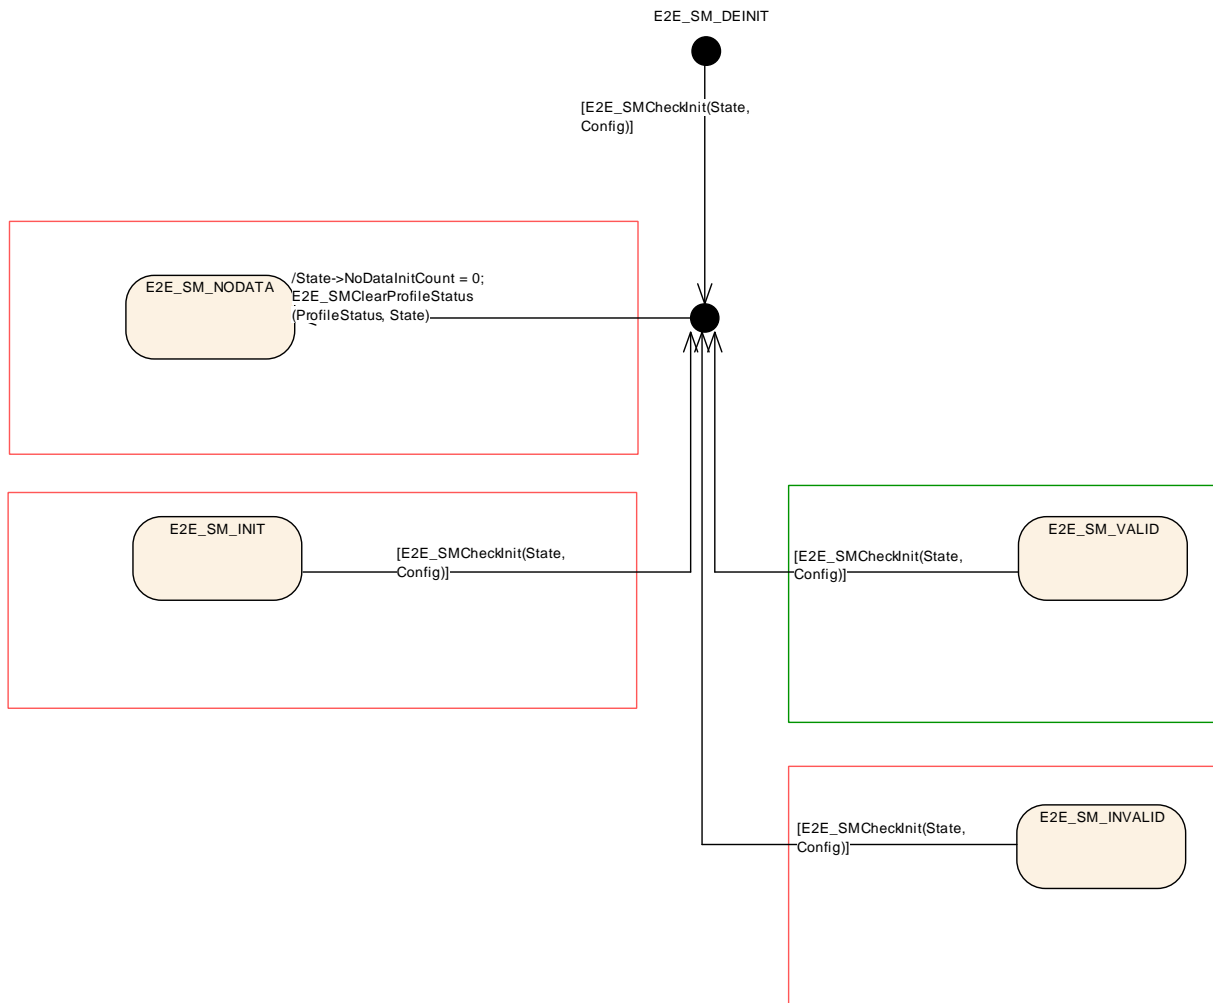 E2E_SM_DEINIT
[E2E_SMCheckInit(State,
Config)]
E2E_SM_NODATA
/State->NoDataInitCount = 0;
E2E_SMClearProfileStatus
(ProfileStatus, State)
E2E_SM_INIT
[E2E_SMCheckInit(State,
Config)]
[E2E_SMCheckInit(State,
Config)]
E2E_SM_VALID
[E2E_SMCheckInit(State,
Config)]
E2E_SM_INVALID